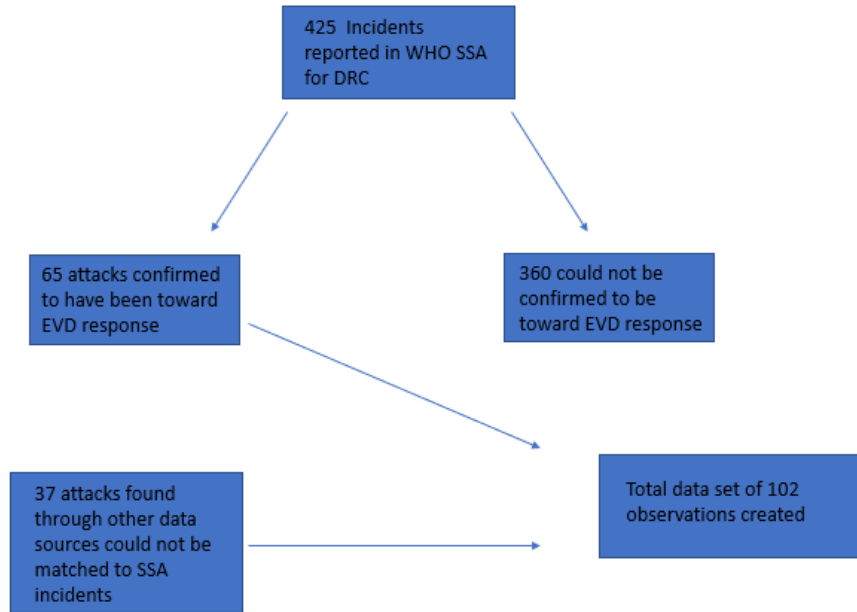 425 Incidents
reported in WHO SSA
for DRC
65 attacks confirmed
to have been toward
EVD response
360 could not be
confirmed to be
toward EVD response
37 attacks found
through other data
sources could not be
matched to SSA
incidents
Total data set of 102
observations created